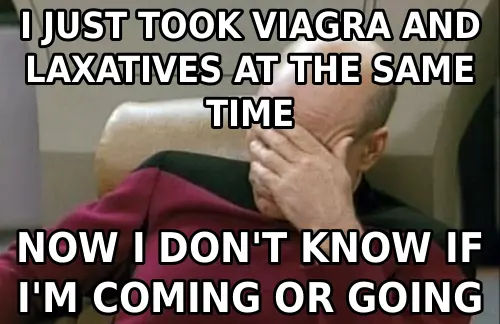 I JUST TOOK VIAGRA AND
LAXATIVES AT THE SAME
TIME
NOW I DON'T KNOW IF
I'M COMING OR GOING